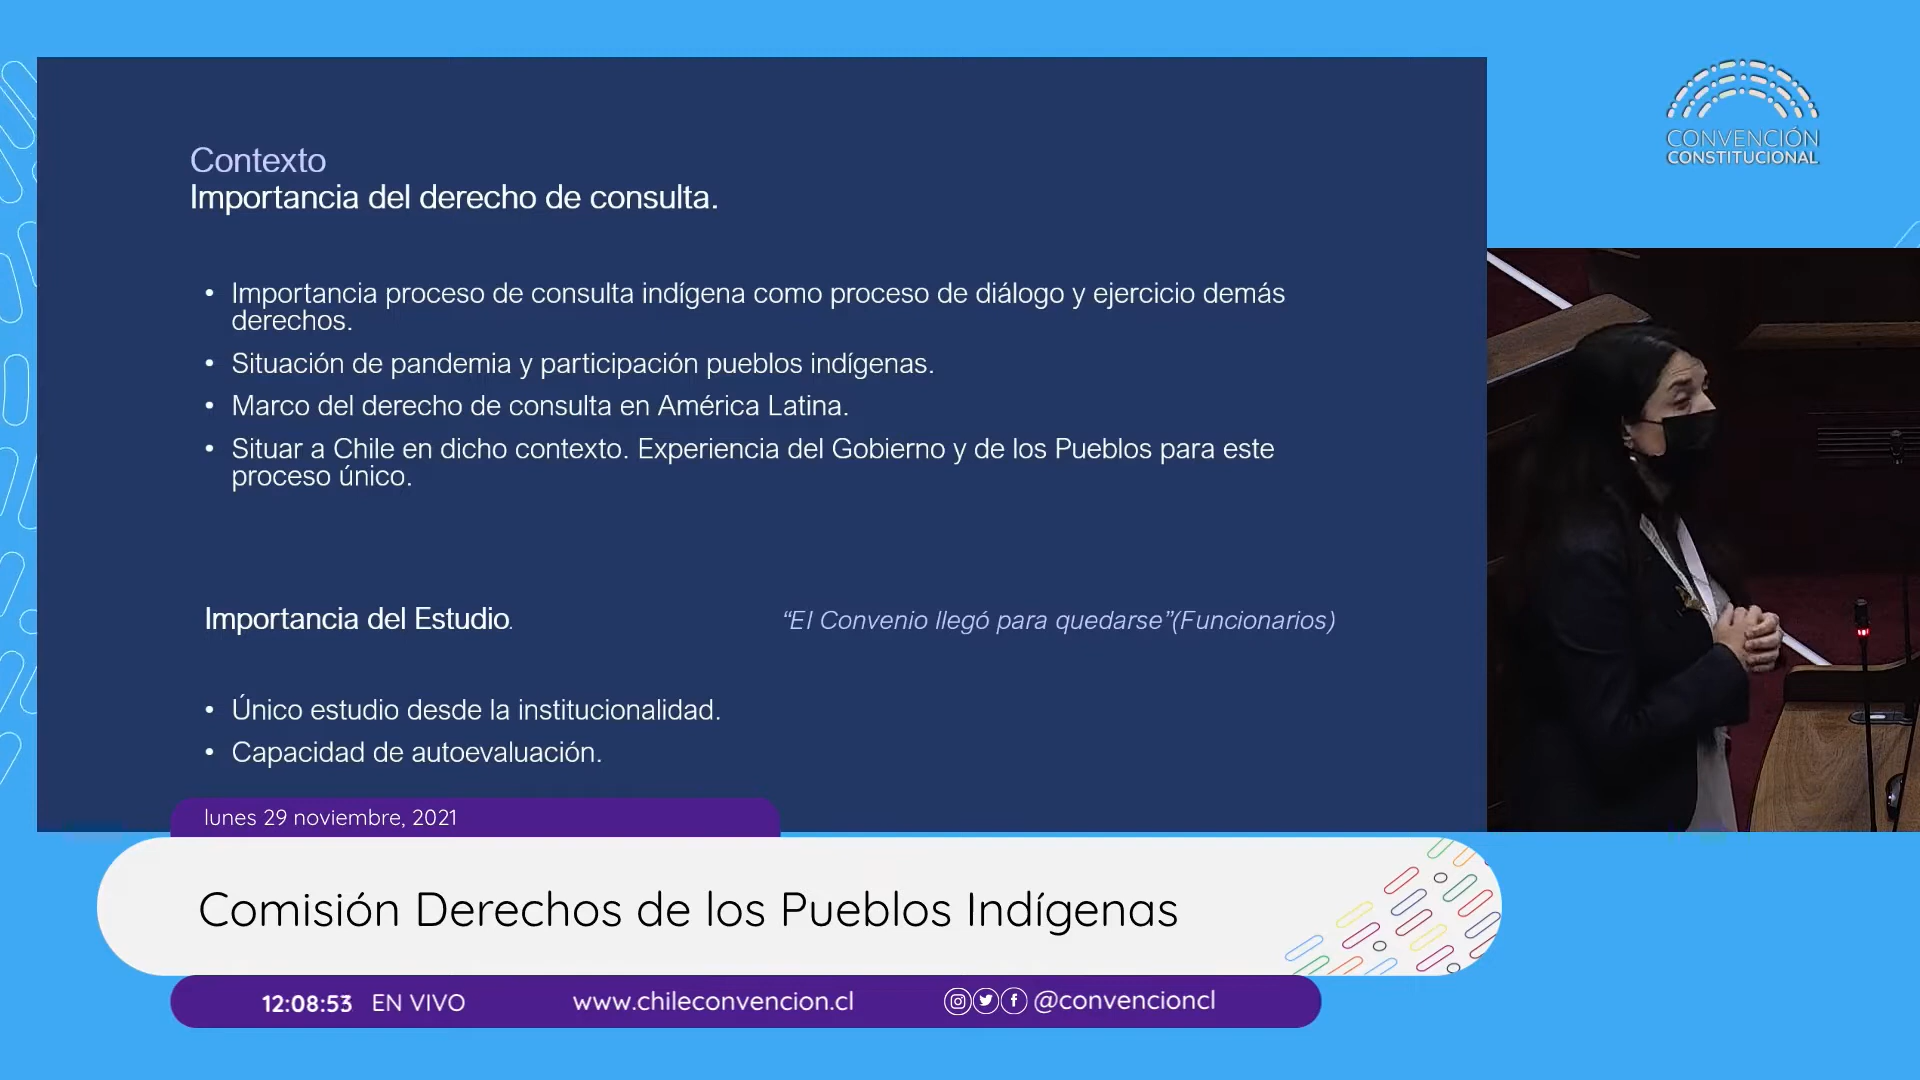 CONVENCIÓN
CONSTITUCIONAL
Contexto
Importancia del derecho de consulta.
• Importancia proceso de consulta indígena como proceso de diálogo y ejercicio demás
derechos.
• Situación de pandemia y participación pueblos indígenas.
• Marco del derecho de consulta en América Latina.
• Situar a Chile en dicho contexto. Experiencia del Gobierno y de los Pueblos para este
proceso único.
Importancia del Estudio.
“El Convenio llegó para quedarse”(Funcionarios)
• Único estudio desde la institucionalidad.
• Capacidad de autoevaluación.
lunes 29 noviembre, 2021
Comisión Derechos de los Pueblos Indígenas
12:08:53 EN VIVO www.chileconvencion.cl @convencioncl